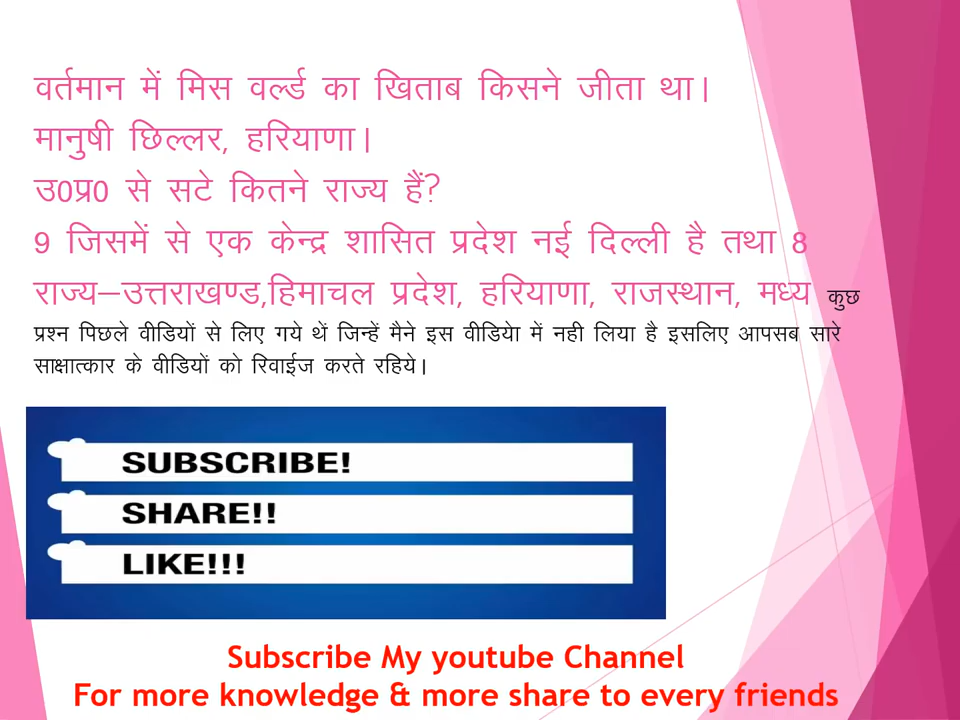 वर्तमान में मिस वर्ल्ड का खिताब किसने जीता था।
मानुषी छिल्लर, हरियाणा।
उ0प्र0 से सटे कितने राज्य हैं?
9 जिसमें से एक केन्द्र शासित प्रदेश नई दिल्ली है तथा 8
राज्य–उत्तराखण्ड,हिमाचल प्रदेश, हरियाणा, राजस्थान, मध्य कुछ
प्रश्न पिछले वीडियों से लिए गये थें जिन्हें मैने इस वीडियेा में नही लिया है इसलिए आपसब सारे
साक्षात्कार के वीडियों को रिवाईज करते रहिये।
SUBSCRIBE!
SHARE!!
LIKE!!!
Subscribe My youtube Channel
For more knowledge & more share to every friends